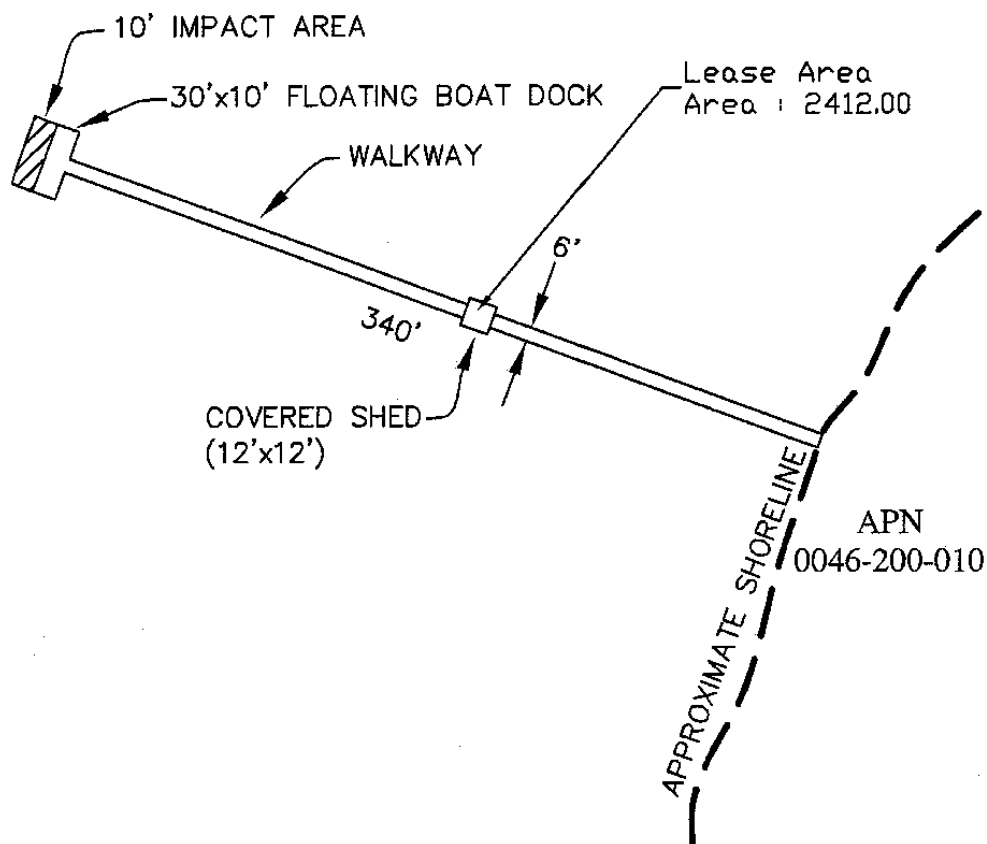 10' IMPACT AREA
30'x10' FLOATING BOAT DOCK
Lease Area
Area : 2412.00
WALKWAY
6'
340'
COVERED SHED
(12'x12')
APPROXIMATE SHORELINE
APN
0046-200-010